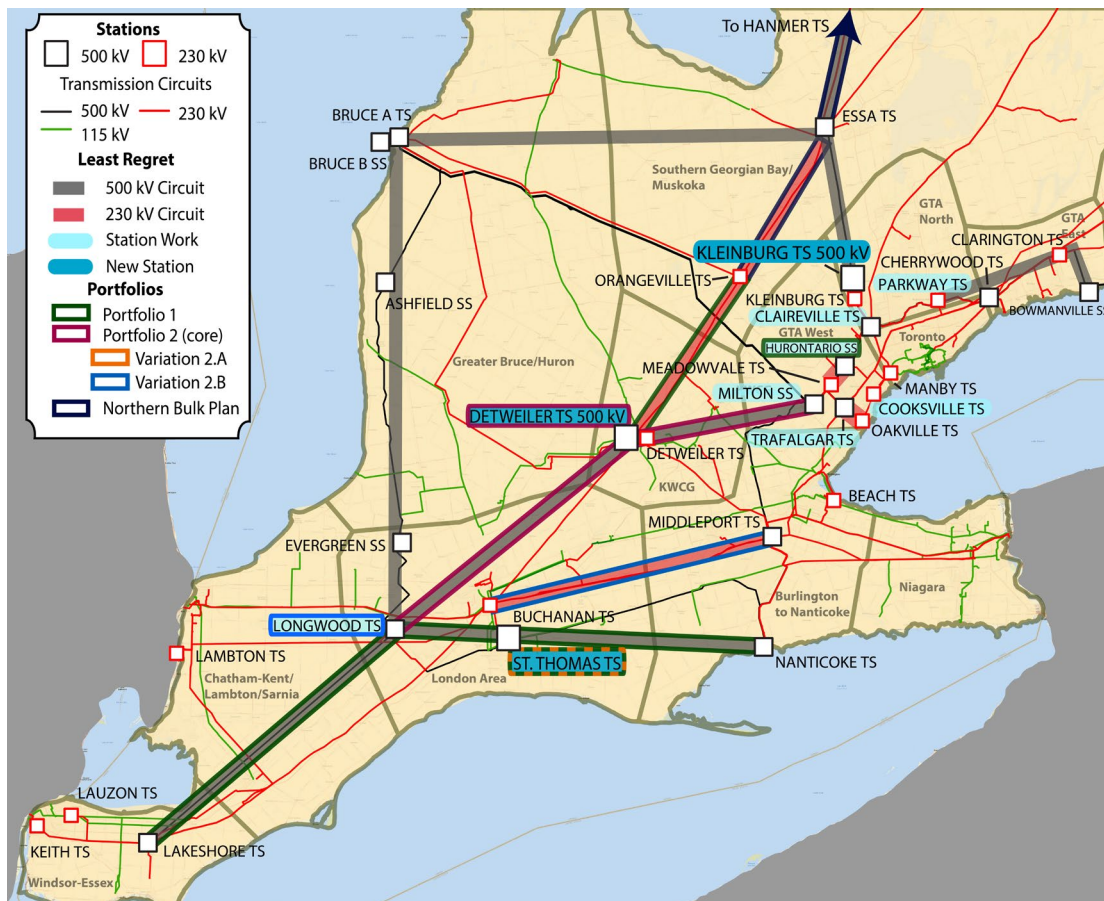 Stations
500 kV
230 kV
Transmission Circuits
500 kV
230 kV
115 kV
Least Regret
500 kV Circuit
230 kV Circuit
Station Work
New Station
Portfolios
Portfolio 1
Portfolio 2 (core)
Variation 2.A
Variation 2.B
Northern Bulk Plan
To HANMER TS
BRUCE A TS
ESSA TS
BRUCE B SS
Southern Georgian Bay/
Muskoka
GTA
North
GTA
East
CLARINGTON TS
KLEINBURG TS 500 kV
CHERRYWOOD TS
ORANGEVILLE TS
PARKWAY TS
ASHFIELD SS
KLEINBURG TS
BOWMANVILLE SS
CLAIREVILLE TS
GTA West
Toronto
HURONTARIO SS
Greater Bruce/Huron
MEADOWVALE TS
MANBY TS
MILTON SS
COOKSVILLE TS
DETWEILER TS 500 kV
OAKVILLE TS
TRAFALGAR TS
DETWEILER TS
KWCG
BEACH TS
MIDDLEPORT TS
EVERGREEN SS
Niagara
Burlington
to Nanticoke
BUCHANAN TS
LONGWOOD TS
LAMBTON TS
ST. THOMAS TS
NANTICOKE TS
Chatham-Kent/
Lambton/Sarnia
London Area
LAUZON TS
KEITH TS
LAKESHORE TS
Windsor-Essex